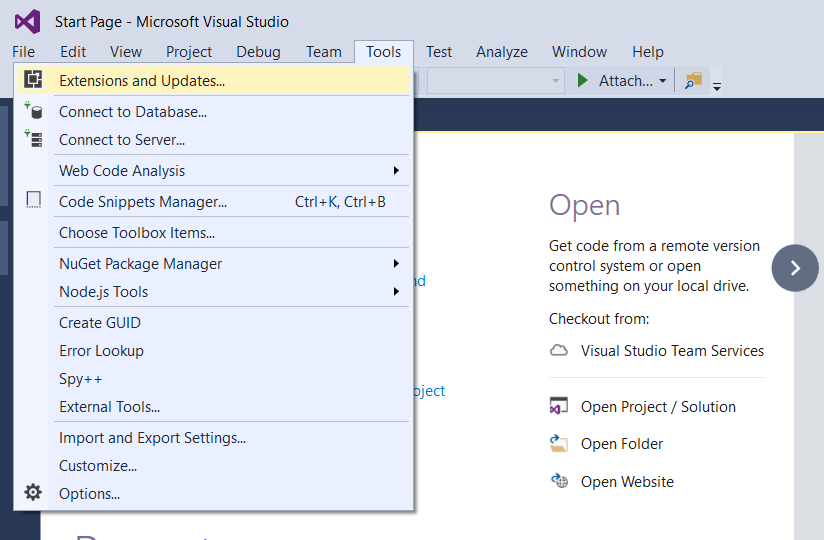 Start Page - Microsoft Visual Studio
File Edit View Project Debug Team Tools Test Analyze Window Help
Extensions and Updates...
Attach...
Connect to Database...
Connect to Server...
Web Code Analysis
Code Snippets Manager... Ctrl+K, Ctrl+B
Choose Toolbox Items...
NuGet Package Manager
Node.js Tools
Create GUID
Error Lookup
Spy++
External Tools...
Import and Export Settings...
Customize...
Options...
Open
Get code from a remote version
control system or open
something on your local drive.
Checkout from:
Visual Studio Team Services
Open Project / Solution
Open Folder
Open Website